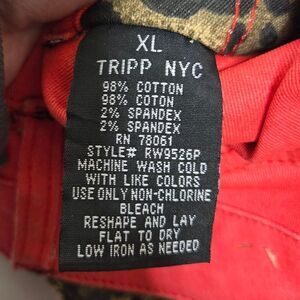 XL
TRIPP NYC
98% COTTON
98% COTON
2% SPANDEX
2% SPANDEX
RN 78061
STYLE# RW9526P
MACHINE WASH COLD
WITH LIKE COLORS
USE ONLY NON-CHLORINE
BLEACH
RESHAPE AND LAY
FLAT TO DRY
LOW IRON AS NEEDED